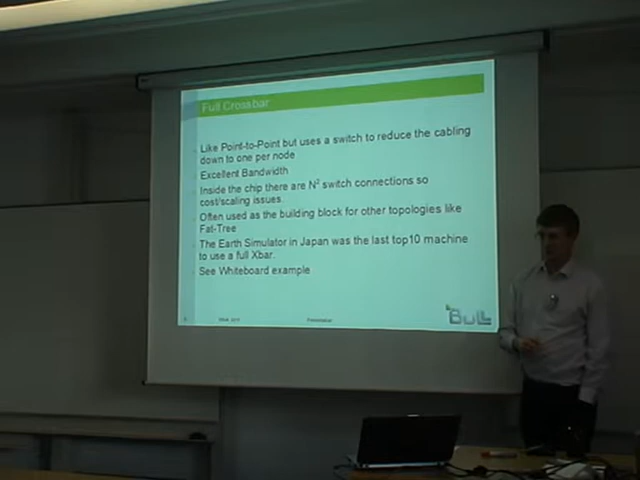 Full Crossbar
Like Point-to-Point but uses a switch to reduce the cabling
down to one per node
Excellent Bandwidth
Inside the chip there are N² switch connections so
cost/scaling issues.
Often used as the building block for other topologies like
Fat-Tree
The Earth Simulator in Japan was the last top10 machine
to use a full Xbar.
See Whiteboard example
Bull